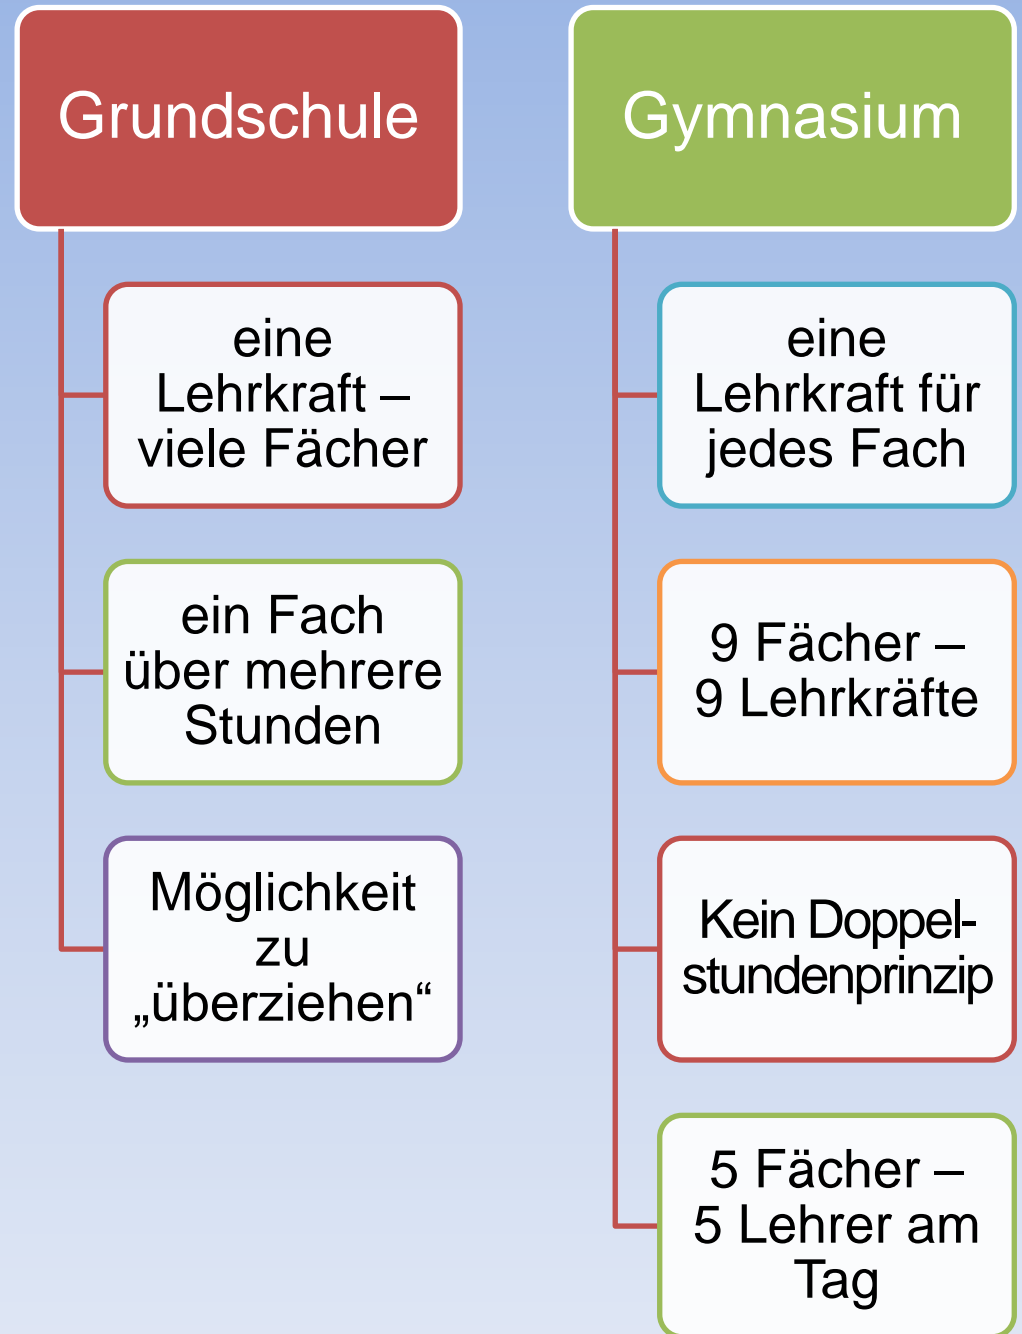 Grundschule
eine
Lehrkraft –
viele Fächer
ein Fach
über mehrere
Stunden
Möglichkeit
zu
„überziehen“
Gymnasium
eine
Lehrkraft für
jedes Fach
9 Fächer –
9 Lehrkräfte
Kein Doppel-
stundenprinzip
5 Fächer –
5 Lehrer am
Tag